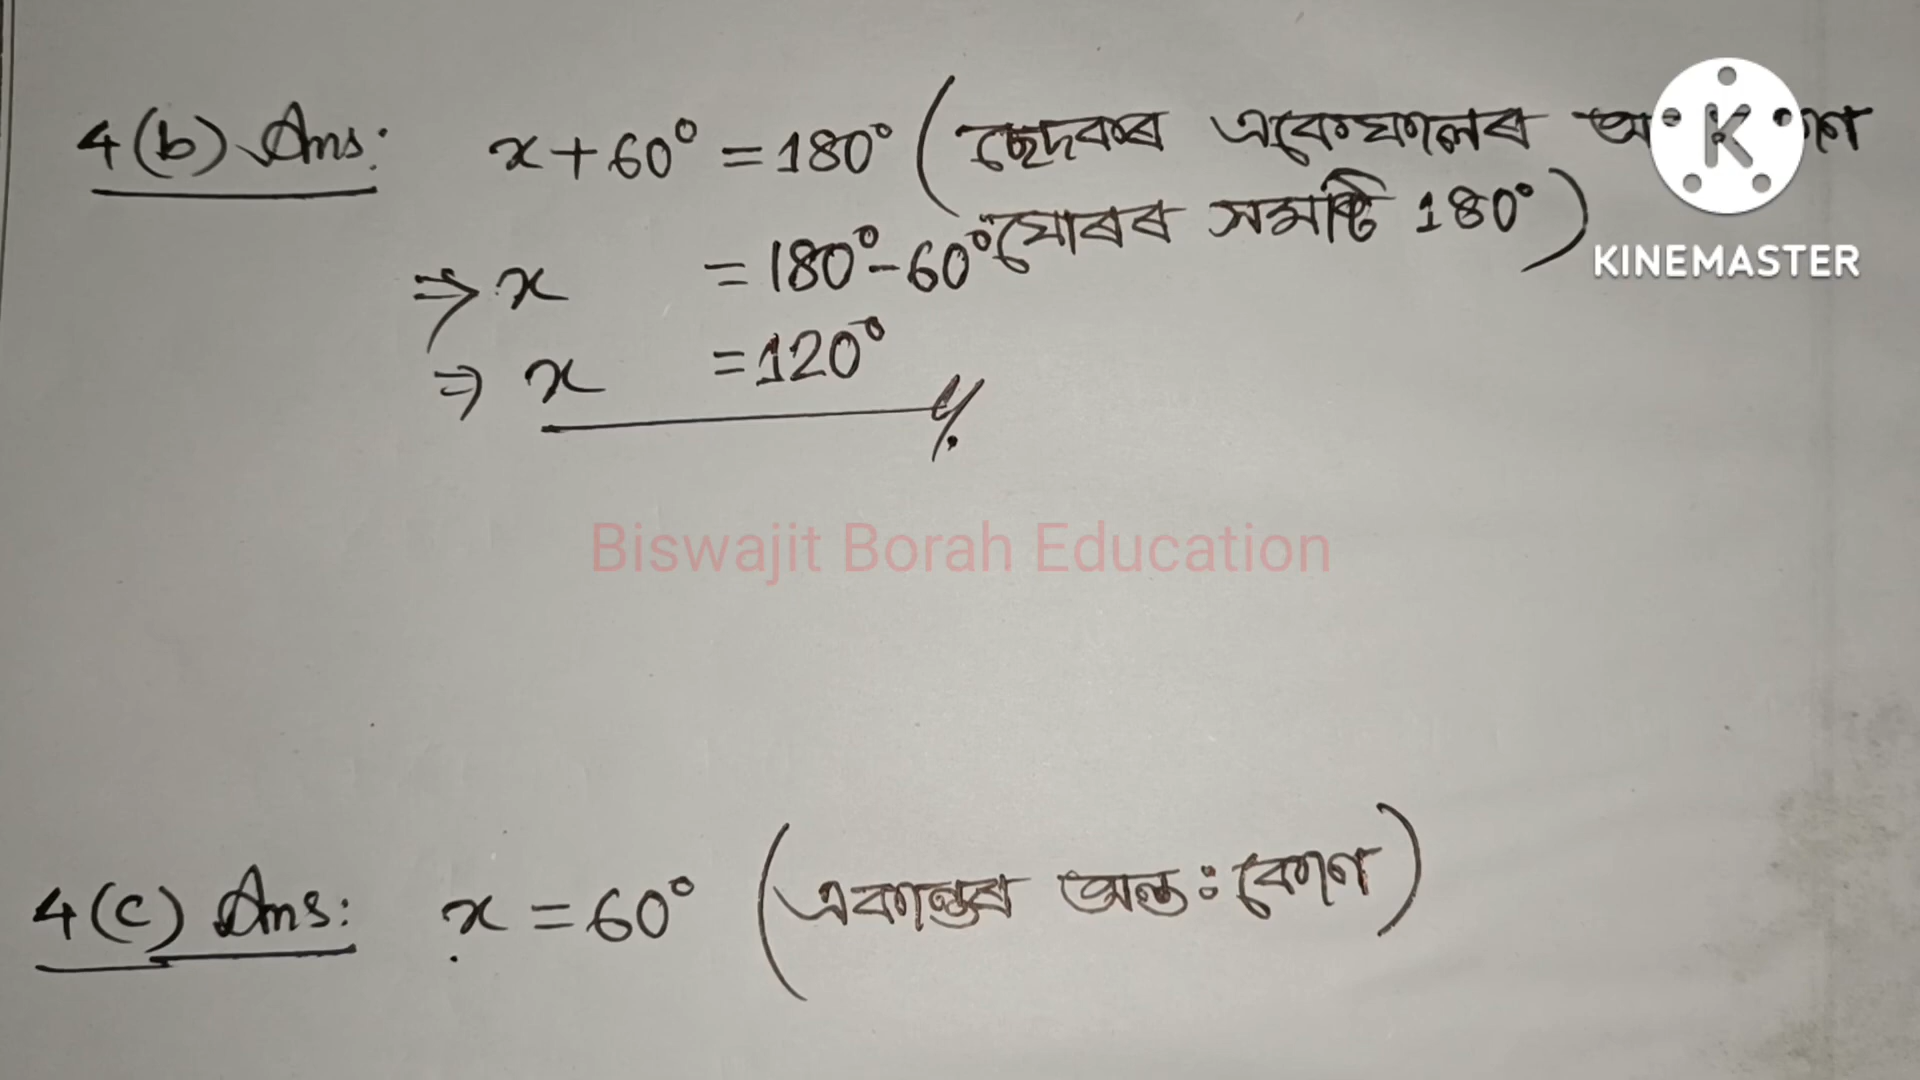 4(b) Ans: x + 60° = 180° (ছেদকৰ একেফালৰ
যোৰৰ সমষ্টি 180°)
⇒ x = 180° - 60°
⇒ x = 120°
KINEMASTER
Biswajit Borah Education
4(c) Ans: x = 60° (একান্তৰ অন্তঃকোণ)